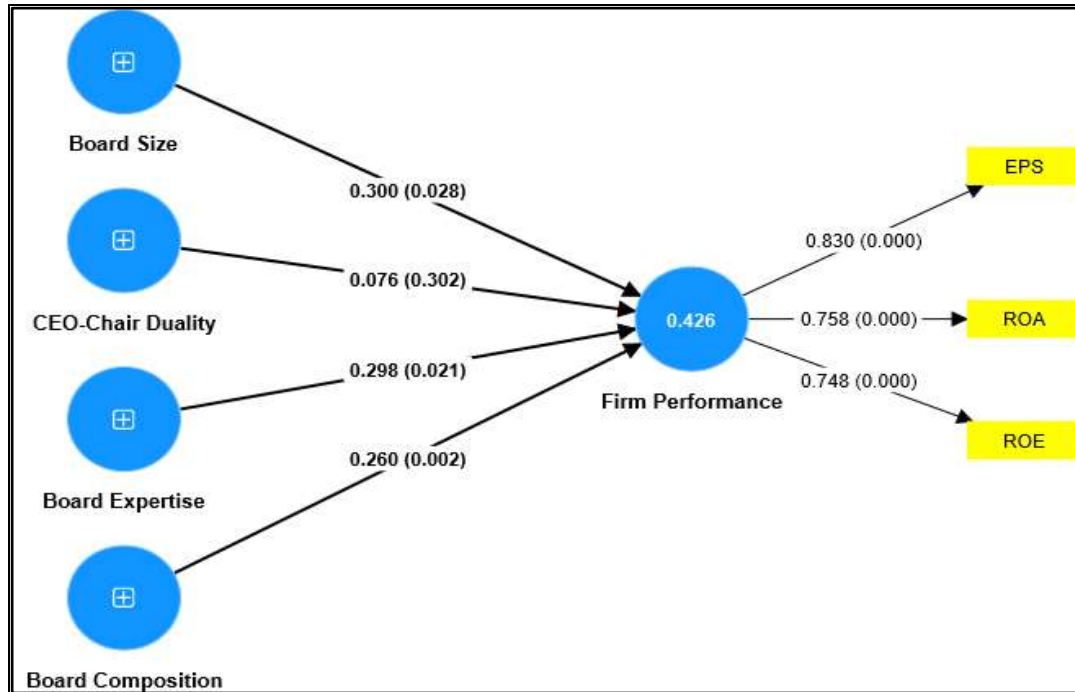 Board Size
0.300 (0.028)
EPS
0.830 (0.000)
CEO-Chair Duality
0.076 (0.302)
0.426
0.758 (0.000)
ROA
0.298 (0.021)
Firm Performance
0.748 (0.000)
ROE
Board Expertise
0.260 (0.002)
Board Composition